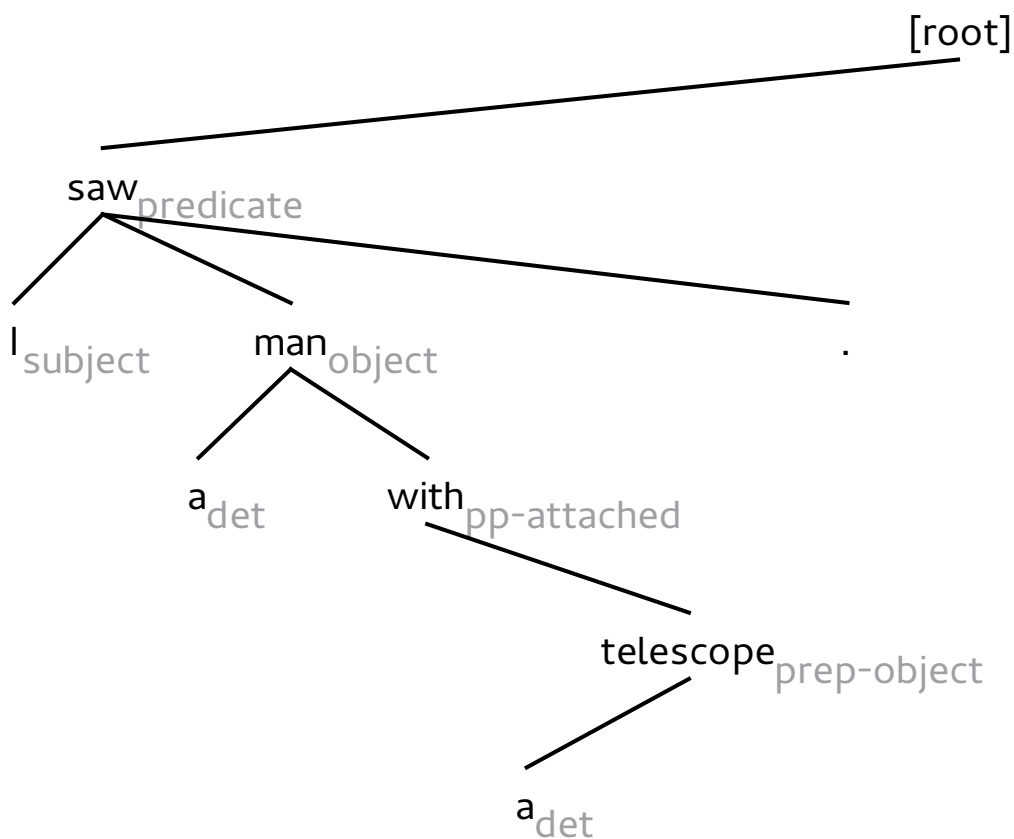 [root]
saw predicate
I subject man object .
a det with pp-attached
telescope prep-object
a det